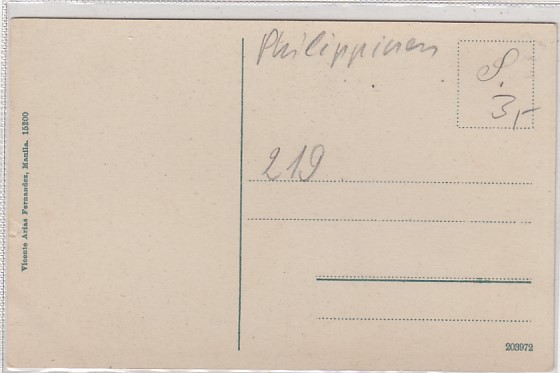 Philippinen
S.
3,-
219
Vicente Arias Fernandez, Manila. 15200
203972